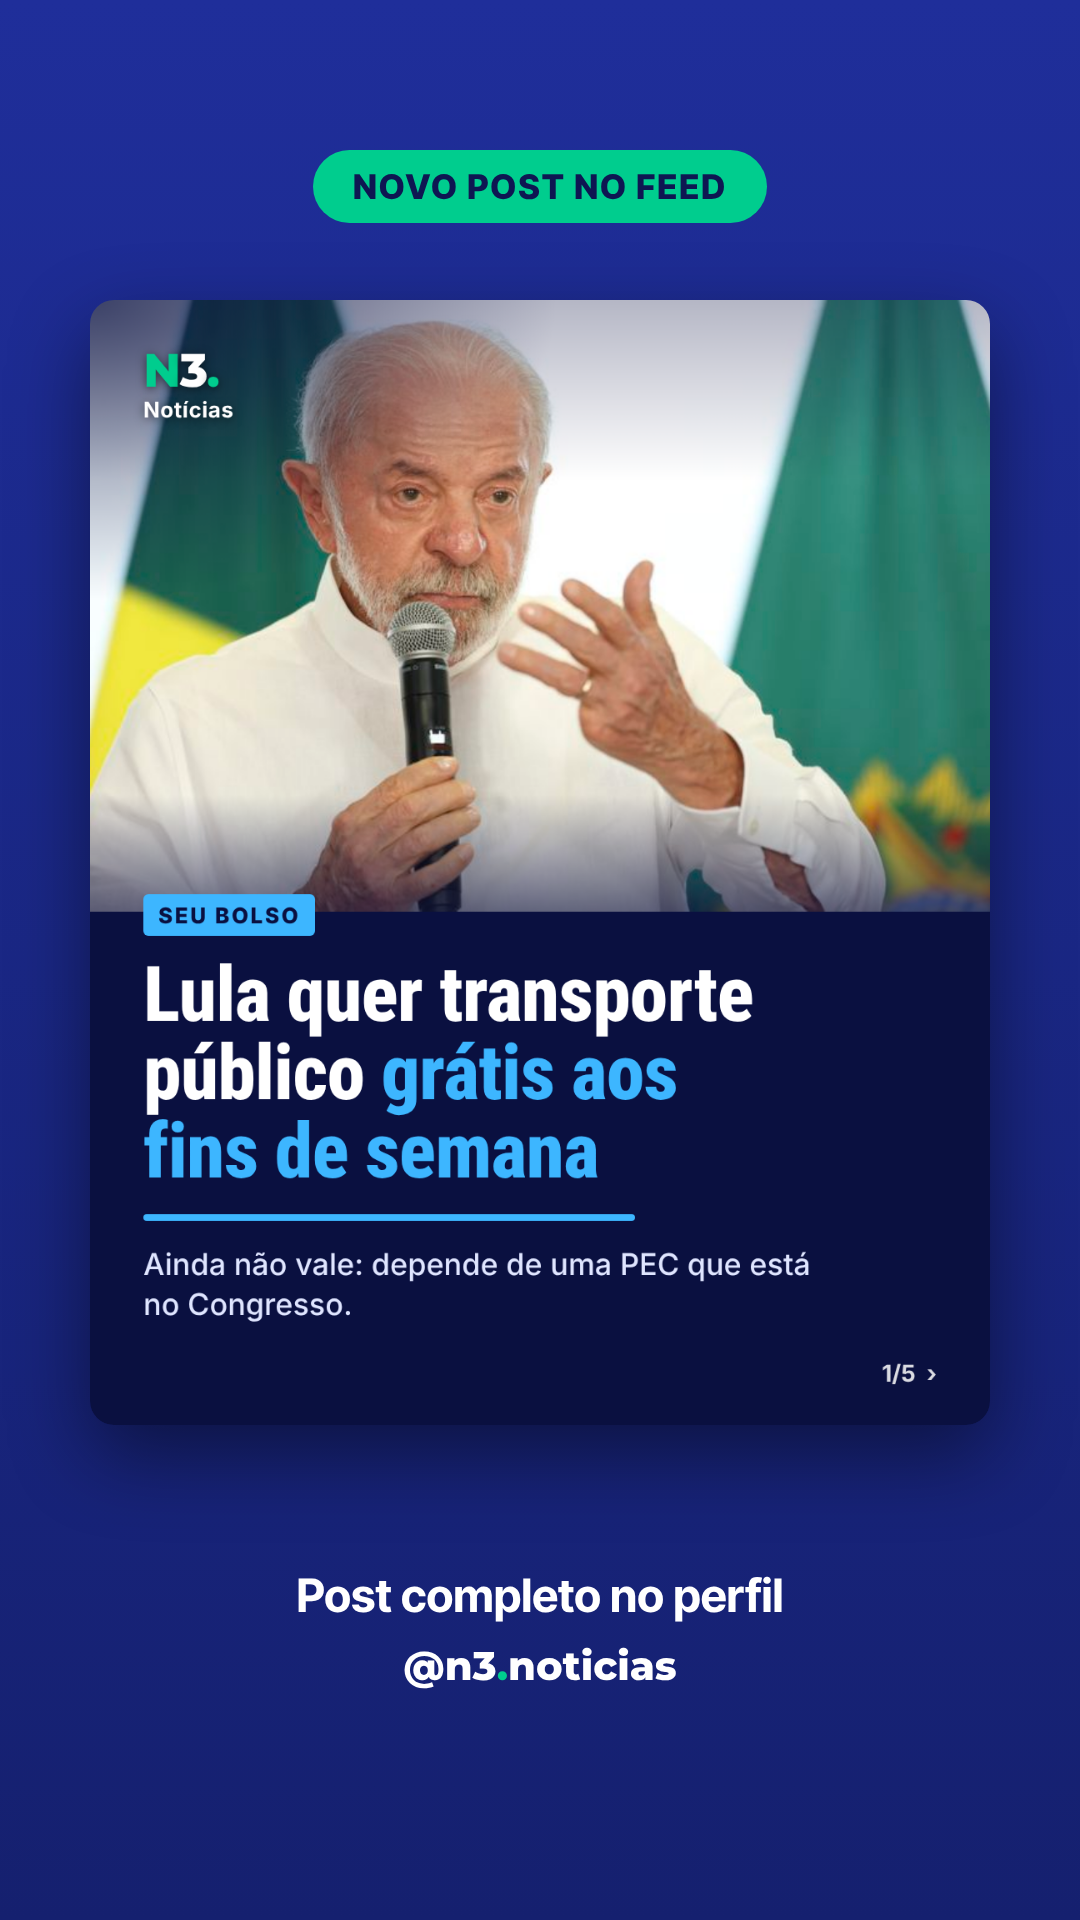 NOVO POST NO FEED
N3.
Notícias
SEU BOLSO
Lula quer transporte
público grátis aos
fins de semana
Ainda não vale: depende de uma PEC que está
no Congresso.
1/5 ›
Post completo no perfil
@n3.noticias